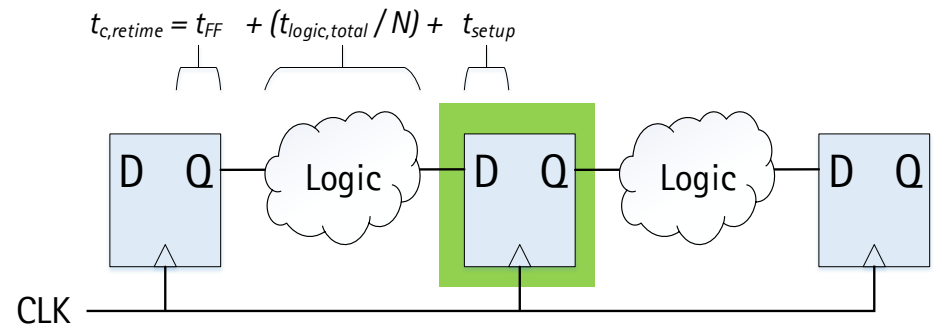 t_c,retime = t_FF + (t_logic,total / N) + t_setup
D Q Logic D Q Logic D Q
CLK